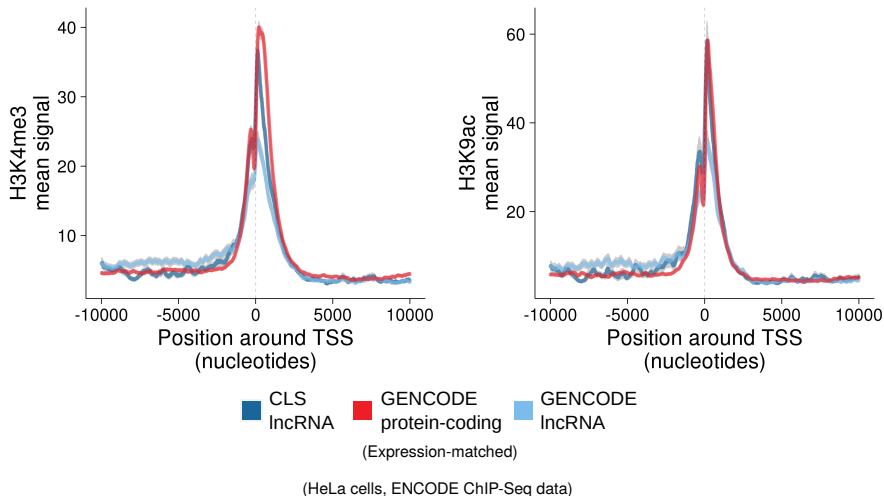 H3K4me3
mean signal
40
30
20
10
-10000 -5000 0 5000 10000
Position around TSS
(nucleotides)
H3K9ac
mean signal
60
40
20
-10000 -5000 0 5000 10000
Position around TSS
(nucleotides)
CLS
lncRNA
GENCODE
protein-coding
GENCODE
lncRNA
(Expression-matched)
(HeLa cells, ENCODE ChIP-Seq data)